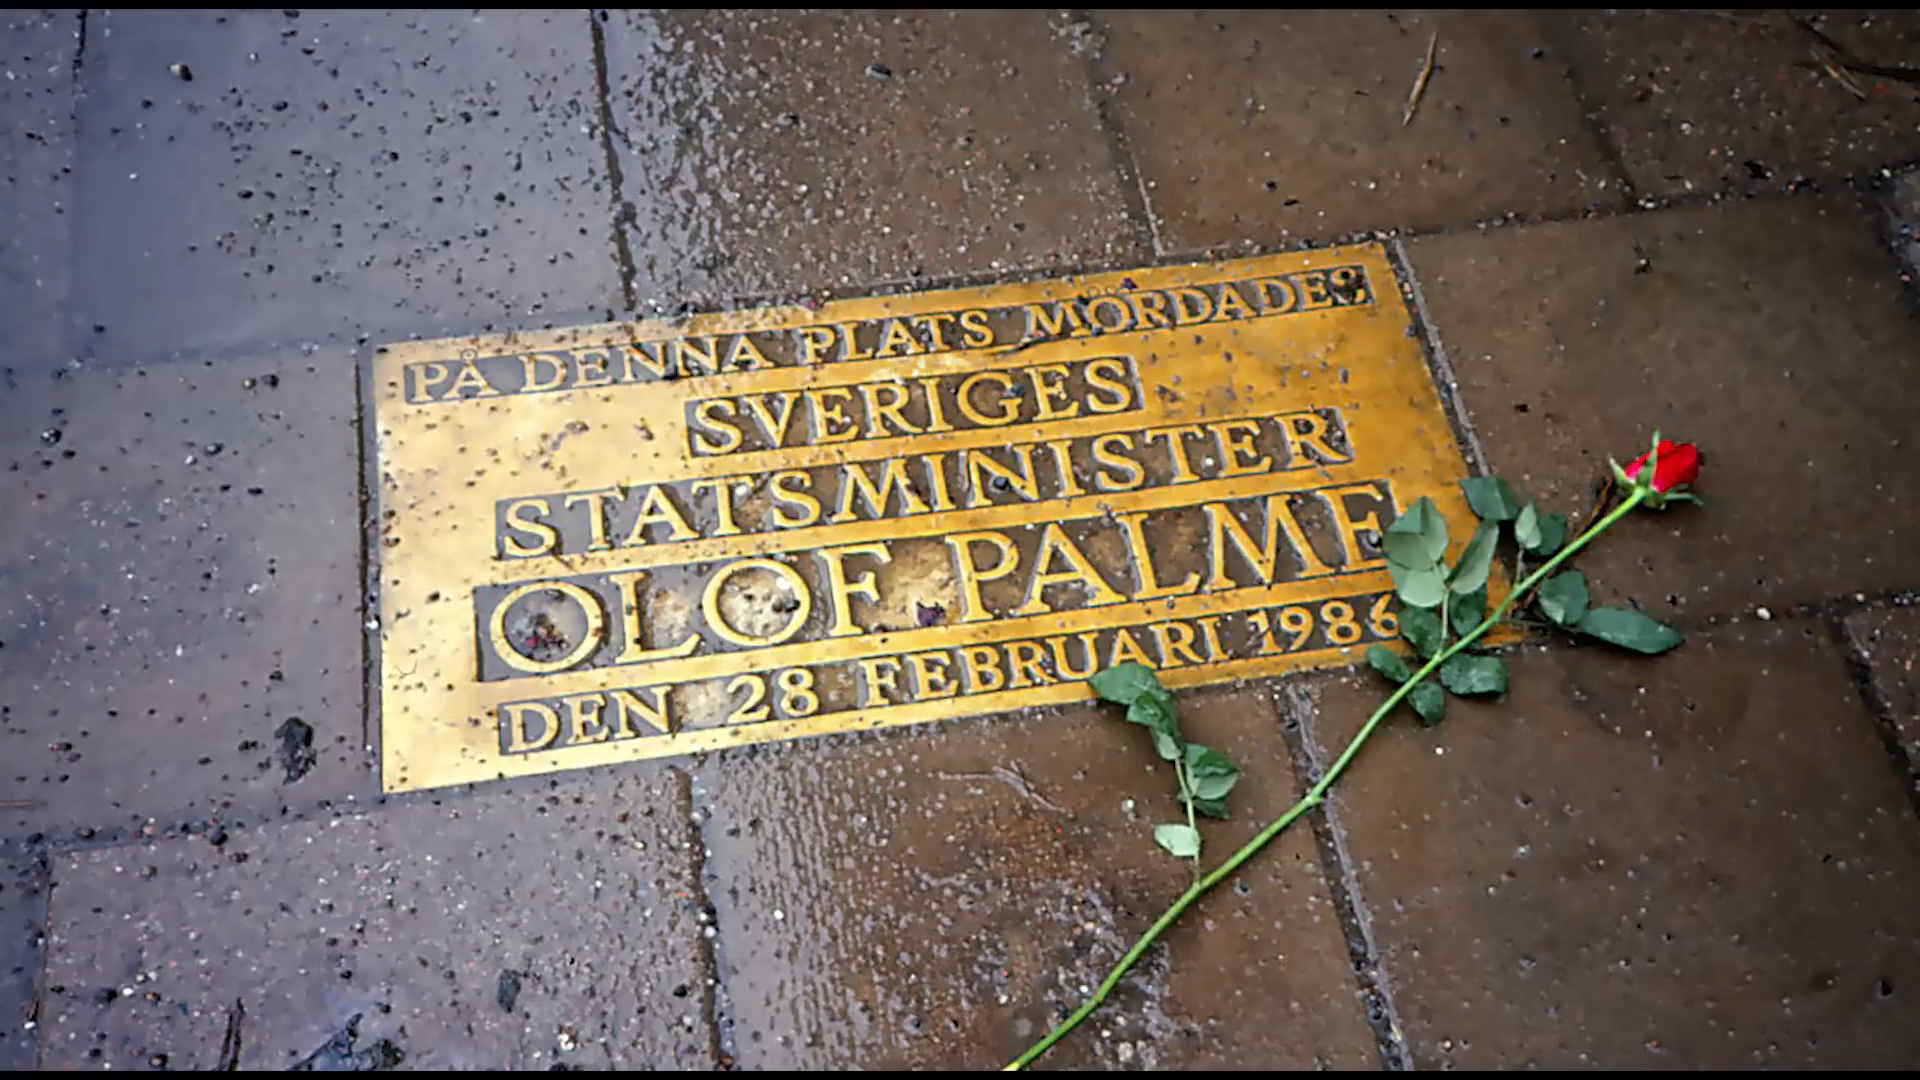 PÅ DENNA PLATS MÖRDADES
SVERIGES
STATSMINISTER
OLOF PALME
DEN 28 FEBRUARI 1986